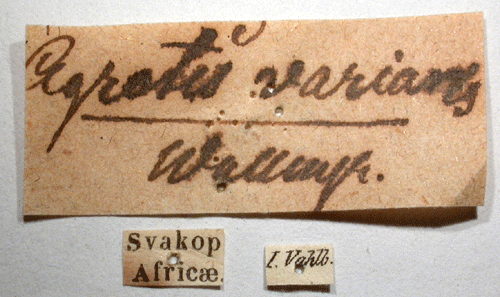 Agrotis varians
Wallengr.
Svakop
Africæ.
I. Vahlb.